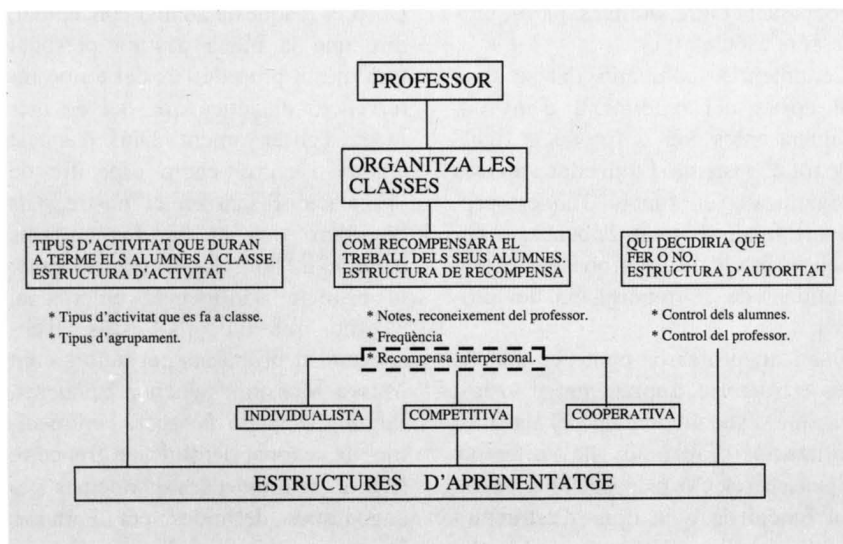 PROFESSOR
ORGANITZA LES
CLASSES
TIPUS D'ACTIVITAT QUE DURAN
A TERME ELS ALUMNES A CLASSE.
ESTRUCTURA D'ACTIVITAT
* Tipus d'activitat que es fa a classe.
* Tipus d'agrupament.
COM RECOMPENSARÀ EL
TREBALL DELS SEUS ALUMNES.
ESTRUCTURA DE RECOMPENSA
* Notes, reconeixement del professor.
* Freqüència
* Recompensa interpersonal.
QUI DECIDIRIA QUÈ
FER O NO.
ESTRUCTURA D'AUTORITAT
* Control dels alumnes.
* Control del professor.
INDIVIDUALISTA
COMPETITIVA
COOPERATIVA
ESTRUCTURES D'APRENENTATGE